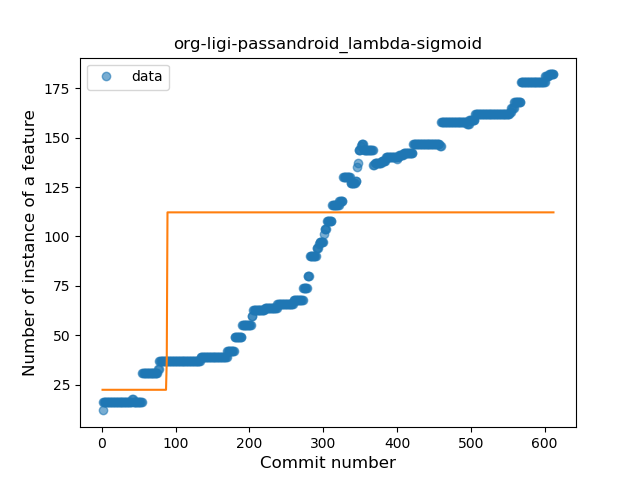 org-ligi-passandroid_lambda-sigmoid
data
Number of instance of a feature
175
150
125
100
75
50
25
0 100 200 300 400 500 600
Commit number